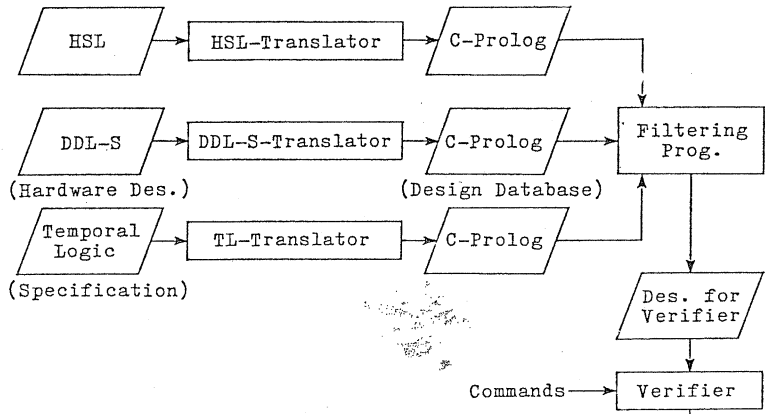 HSL
HSL-Translator
C-Prolog
DDL-S
DDL-S-Translator
C-Prolog
Filtering
Prog.
(Hardware Des.)
(Design Database)
Temporal
Logic
TL-Translator
C-Prolog
(Specification)
Des. for
Verifier
Commands
Verifier